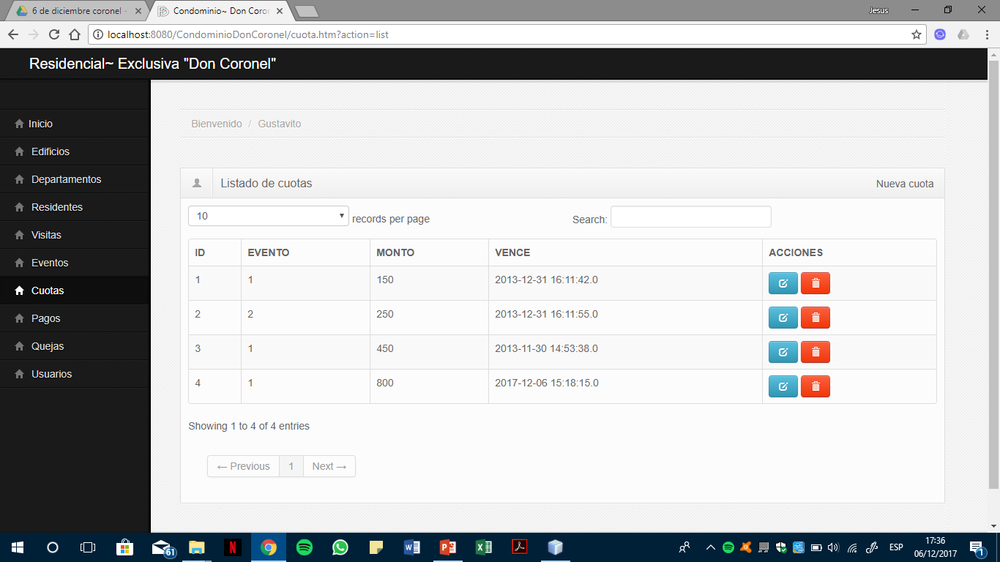 6 de diciembre coronel -
Condominio~ Don Coron
Jesus
localhost:8080/CondominioDonCoronel/cuota.htm?action=list
Residencial~ Exclusiva "Don Coronel"
Inicio
Edificios
Departamentos
Residentes
Visitas
Eventos
Cuotas
Pagos
Quejas
Usuarios
Bienvenido / Gustavito
Listado de cuotas
Nueva cuota
10 records per page
Search:
ID EVENTO MONTO VENCE ACCIONES
1 1 150 2013-12-31 16:11:42.0
2 2 250 2013-12-31 16:11:55.0
3 1 450 2013-11-30 14:53:38.0
4 1 800 2017-12-06 15:18:15.0
Showing 1 to 4 of 4 entries
← Previous 1 Next →
61
ESP
17:36
06/12/2017
1